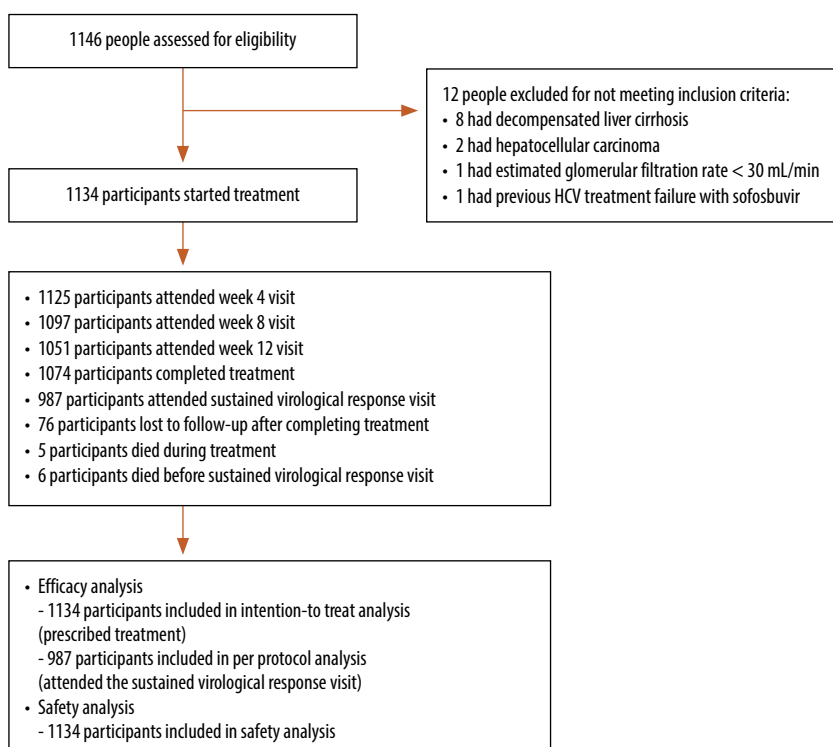 1146 people assessed for eligibility
12 people excluded for not meeting inclusion criteria:
• 8 had decompensated liver cirrhosis
• 2 had hepatocellular carcinoma
• 1 had estimated glomerular filtration rate < 30 mL/min
• 1 had previous HCV treatment failure with sofosbuvir
1134 participants started treatment
• 1125 participants attended week 4 visit
• 1097 participants attended week 8 visit
• 1051 participants attended week 12 visit
• 1074 participants completed treatment
• 987 participants attended sustained virological response visit
• 76 participants lost to follow-up after completing treatment
• 5 participants died during treatment
• 6 participants died before sustained virological response visit
• Efficacy analysis
- 1134 participants included in intention-to treat analysis
(prescribed treatment)
- 987 participants included in per protocol analysis
(attended the sustained virological response visit)
• Safety analysis
- 1134 participants included in safety analysis